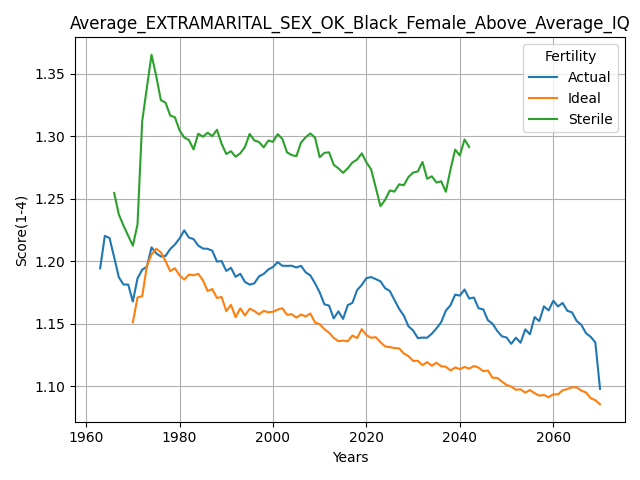 Average_EXTRAMARITAL_SEX_OK_Black_Female_Above_Average_IQ
Fertility
Actual
Ideal
Sterile
1.35
1.30
1.25
1.20
1.15
1.10
Score(1-4)
1960 1980 2000 2020 2040 2060
Years